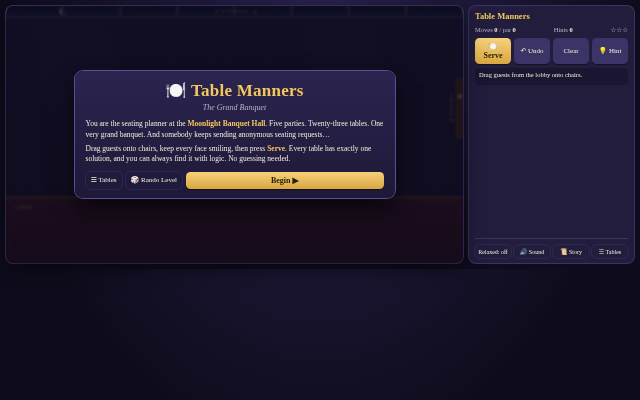 Table Manners
The Grand Banquet
You are the seating planner at the Moonlight Banquet Hall. Five parties. Twenty-three tables. One
very grand banquet. And somebody keeps sending anonymous seating requests…
Drag guests onto chairs, keep every face smiling, then press Serve. Every table has exactly one
solution, and you can always find it with logic. No guessing needed.
☰ Tables
Rando Level
Begin ▶
Table Manners
Moves 0 / par 0
Hints 0
☆☆☆
Serve
↶ Undo
Clear
Hint
Drag guests from the lobby onto chairs.
Relaxed: off
Sound
Story
☰ Tables